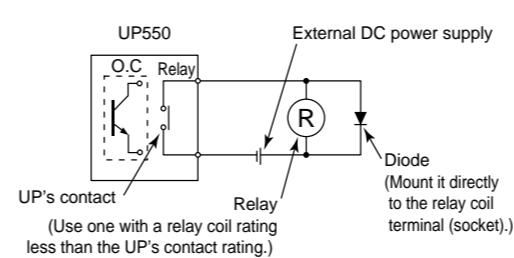 UP550
External DC power supply
O.C
Relay
R
Diode
(Mount it directly
to the relay coil
terminal (socket).)
UP's contact
Relay
(Use one with a relay coil rating
less than the UP's contact rating.)